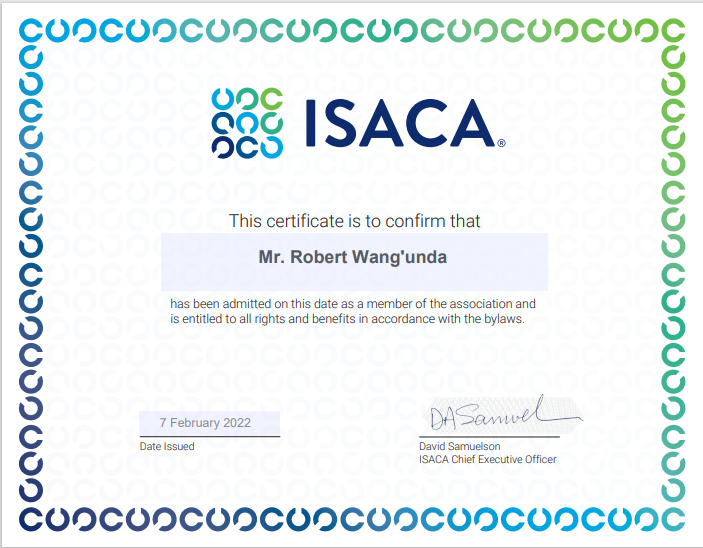 ISACA®
This certificate is to confirm that
Mr. Robert Wang'unda
has been admitted on this date as a member of the association and
is entitled to all rights and benefits in accordance with the bylaws.
7 February 2022
Date Issued
DASamuel
David Samuelson
ISACA Chief Executive Officer